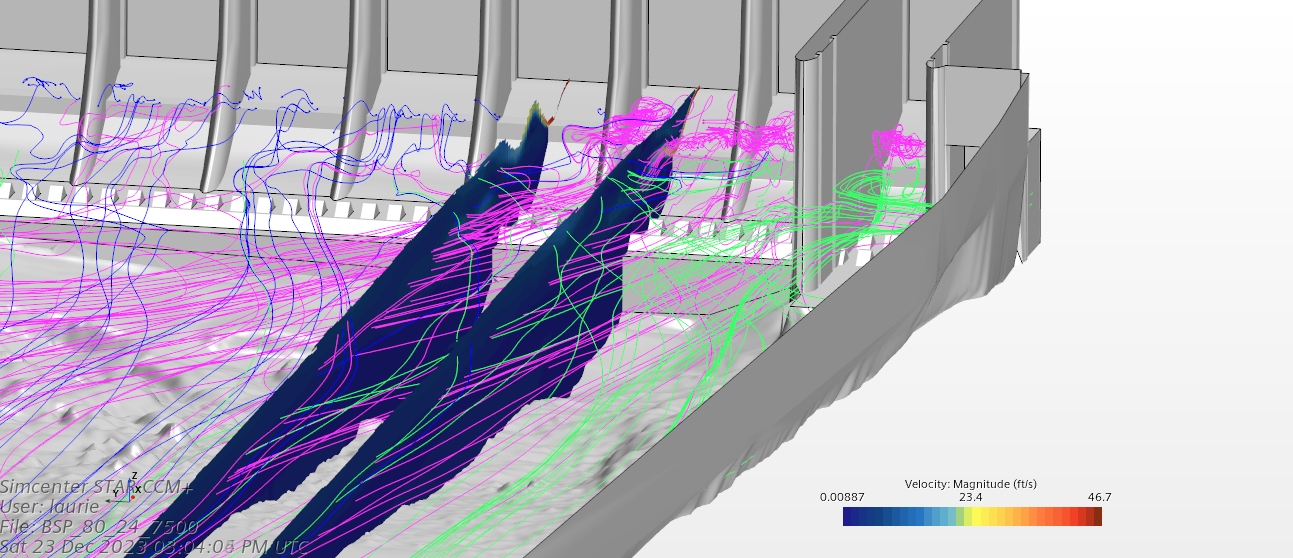 Z
Y
X
Simcenter STAR-CCM+
User: laurie
File: BSP_80_24_7500
Sat 23 Dec 2023 03:04:05 PM UTC
Velocity: Magnitude (ft/s)
0.00887 23.4 46.7